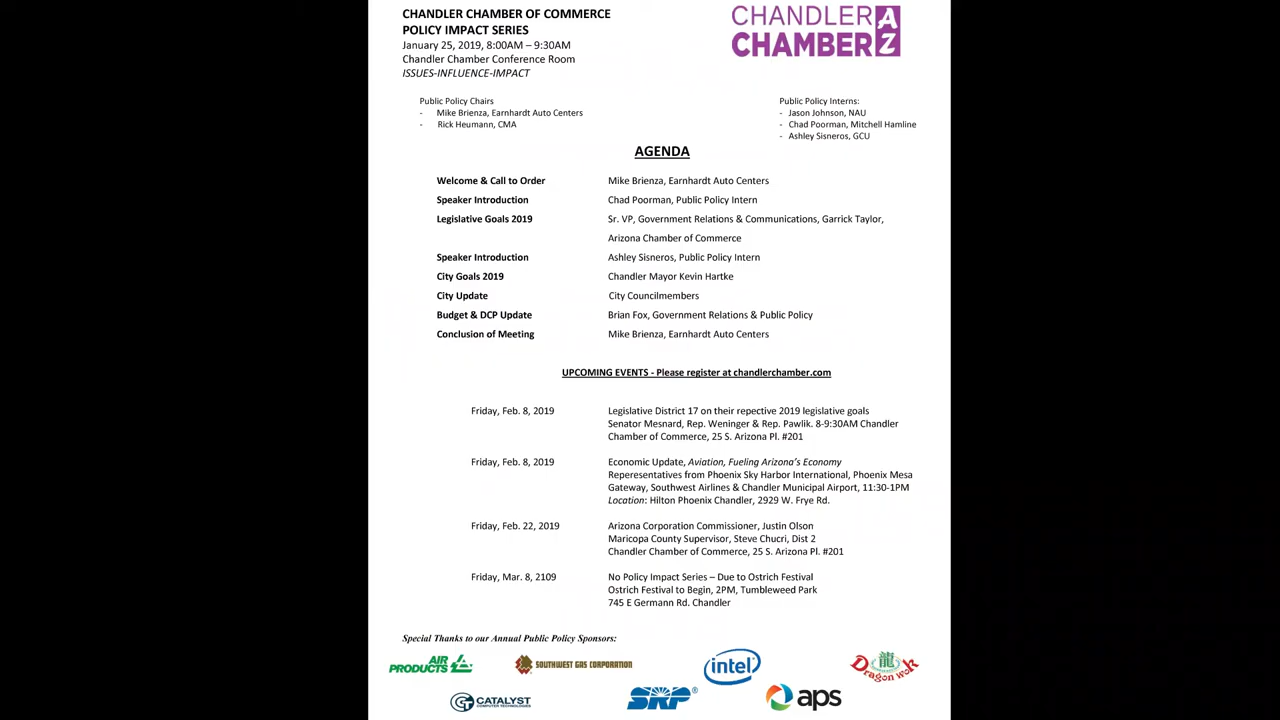 CHANDLER CHAMBER OF COMMERCE
POLICY IMPACT SERIES
January 25, 2019, 8:00AM – 9:30AM
Chandler Chamber Conference Room
ISSUES-INFLUENCE-IMPACT
CHANDLER AZ
CHAMBER
Public Policy Chairs
- Mike Brienza, Earnhardt Auto Centers
- Rick Heumann, CMA
Public Policy Interns:
- Jason Johnson, NAU
- Chad Poorman, Mitchell Hamline
- Ashley Sisneros, GCU
AGENDA
Welcome & Call to Order Mike Brienza, Earnhardt Auto Centers
Speaker Introduction Chad Poorman, Public Policy Intern
Legislative Goals 2019 Sr. VP, Government Relations & Communications, Garrick Taylor,
Arizona Chamber of Commerce
Speaker Introduction Ashley Sisneros, Public Policy Intern
City Goals 2019 Chandler Mayor Kevin Hartke
City Update City Councilmembers
Budget & DCP Update Brian Fox, Government Relations & Public Policy
Conclusion of Meeting Mike Brienza, Earnhardt Auto Centers
UPCOMING EVENTS - Please register at chandlerchamber.com
Friday, Feb. 8, 2019 Legislative District 17 on their repective 2019 legislative goals
Senator Mesnard, Rep. Weninger & Rep. Pawlik. 8-9:30AM Chandler
Chamber of Commerce, 25 S. Arizona Pl. #201
Friday, Feb. 8, 2019 Economic Update, Aviation, Fueling Arizona's Economy
Reperesentatives from Phoenix Sky Harbor International, Phoenix Mesa
Gateway, Southwest Airlines & Chandler Municipal Airport, 11:30-1PM
Location: Hilton Phoenix Chandler, 2929 W. Frye Rd.
Friday, Feb. 22, 2019 Arizona Corporation Commissioner, Justin Olson
Maricopa County Supervisor, Steve Chucri, Dist 2
Chandler Chamber of Commerce, 25 S. Arizona Pl. #201
Friday, Mar. 8, 2109 No Policy Impact Series – Due to Ostrich Festival
Ostrich Festival to Begin, 2PM, Tumbleweed Park
745 E Germann Rd. Chandler
Special Thanks to our Annual Public Policy Sponsors:
AIR PRODUCTS
SOUTHWEST GAS CORPORATION
intel
龍
Dragon wok
CATALYST
COMPUTER TECHNOLOGIES
SRP®
aps